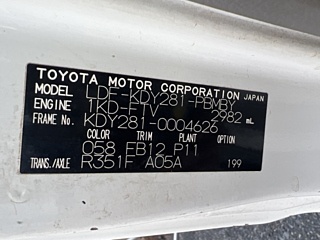 TOYOTA MOTOR CORPORATION JAPAN
MODEL LDF-KDY281-PBMBY
ENGINE 1KD-FTV 2982 mL
FRAME No. KDY281-0004626
COLOR TRIM PLANT OPTION
058 FB12 P11
TRANS./AXLE R351F A05A 199